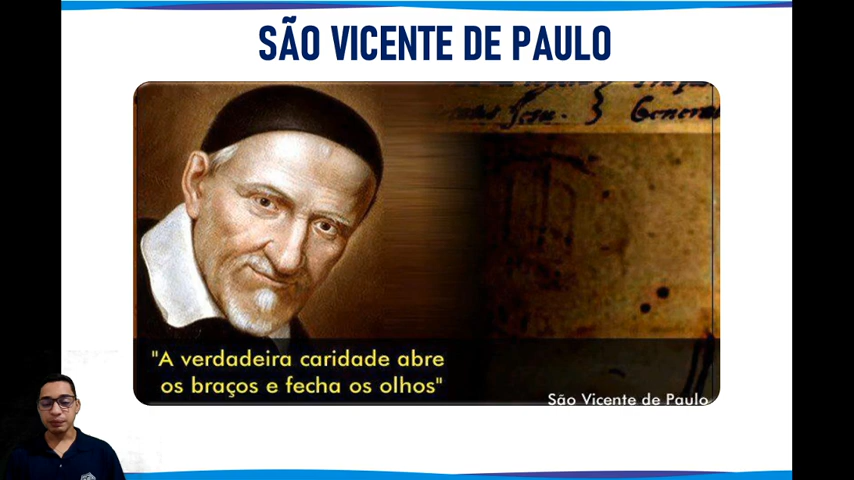 SÃO VICENTE DE PAULO
"A verdadeira caridade abre
os braços e fecha os olhos"
São Vicente de Paulo